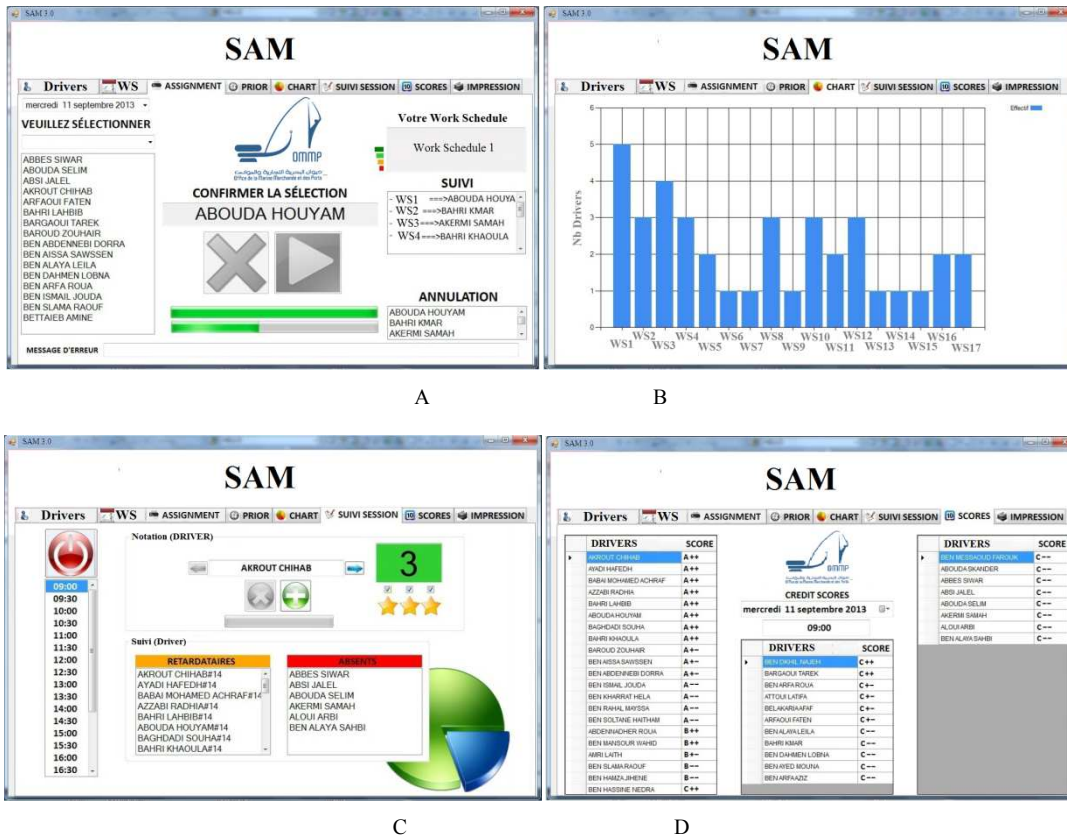 SAM 3.0
SAM
Drivers WS ASSIGNMENT PRIOR CHART SUIVI SESSION SCORES IMPRESSION
mercredi 11 septembre 2013
VEUILLEZ SÉLECTIONNER
ABBES SIWAR
ABOUDA SELIM
ABSI JALEL
AKROUT CHIHAB
ARFAOUI FATEN
BAHRI LAHBIB
BARGAOUI TAREK
BAROUD ZOUHAIR
BEN ABDENNEBI DORRA
BEN AISSA SAWSSEN
BEN ALAYA LEILA
BEN DAHMEN LOBNA
BEN ARFA ROUA
BEN ISMAIL JOUDA
BEN SLAMA RAOUF
BETTAIEB AMINE
OMMP
Office de la Marine Marchande et des Ports
CONFIRMER LA SÉLECTION
ABOUDA HOUYAM
Votre Work Schedule
Work Schedule 1
SUIVI
- WS1 ===>ABOUDA HOUYA
- WS2 ===>BAHRI KMAR
- WS3===>AKERMI SAMAH
- WS4===>BAHRI KHAOULA
ANNULATION
ABOUDA HOUYAM
BAHRI KMAR
AKERMI SAMAH
MESSAGE D'ERREUR
A
SAM 3.0
SAM
Drivers WS ASSIGNMENT PRIOR CHART SUIVI SESSION SCORES IMPRESSION
Effectif
Nb Drivers
6
5
4
3
2
1
0
WS1 WS2 WS3 WS4 WS5 WS6 WS7 WS8 WS9 WS10 WS11 WS12 WS13 WS14 WS15 WS16 WS17
B
SAM 3.0
SAM
Drivers WS ASSIGNMENT PRIOR CHART SUIVI SESSION SCORES IMPRESSION
09:00
09:30
10:00
10:30
11:00
11:30
12:00
12:30
13:00
13:30
14:00
14:30
15:00
15:30
16:00
16:30
Notation (DRIVER)
AKROUT CHIHAB
3
Suivi (Driver)
RETARDATAIRES
AKROUT CHIHAB#14
AYADI HAFEDH#14
BABAI MOHAMED ACHRAF#14
AZZABI RADHIA#14
BAHRI LAHBIB#14
ABOUDA HOUYAM#14
BAGHDADI SOUHA#14
BAHRI KHAOULA#14
ABSENTS
ABBES SIWAR
ABSI JALEL
ABOUDA SELIM
AKERMI SAMAH
ALOUI ARBI
BEN ALAYA SAHBI
C
SAM 3.0
SAM
Drivers WS ASSIGNMENT PRIOR CHART SUIVI SESSION 10 SCORES IMPRESSION
DRIVERS SCORE
AKROUT CHIHAB A++
AYADI HAFEDH A++
BABAI MOHAMED ACHRAF A++
AZZABI RADHIA A++
BAHRI LAHBIB A++
ABOUDA HOUYAM A++
BAGHDADI SOUHA A++
BAHRI KHAOULA A++
BAROUD ZOUHAIR A+-
BEN AISSA SAWSSEN A+-
BEN ABDENNEBI DORRA A+-
BEN ISMAIL JOUDA A--
BEN KHARRAT HELA A--
BEN RAHAL MAYSSA A--
BEN SOLTANE HAITHAM A--
ABDENNADHER ROUA B++
BEN MANSOUR WAHID B++
AMRI LAITH B+-
BEN SLAMA RAOUF B--
BEN HAMZA JIHENE B--
BEN HASSINE NEDRA C++
OMMP
CREDIT SCORES
mercredi 11 septembre 2013
09:00
DRIVERS SCORE
BEN DKHIL NAJEH C++
BARGAOUI TAREK C++
BEN ARFA ROUA C+-
ATTOUI LATIFA C+-
BELAKARIA AFAF C+-
ARFAOUI FATEN C--
BEN ALAYA LEILA C--
BAHRI KMAR C--
BEN DAHMEN LOBNA C--
BEN AYED MOUNA C--
BEN ARFA AZIZ C--
DRIVERS SCORE
BEN MESSAOUD FAROUK C--
ABOUDA SKANDER C--
ABBES SIWAR C--
ABSI JALEL C--
ABOUDA SELIM C--
AKERMI SAMAH C--
ALOUI ARBI C--
BEN ALAYA SAHBI C--
D